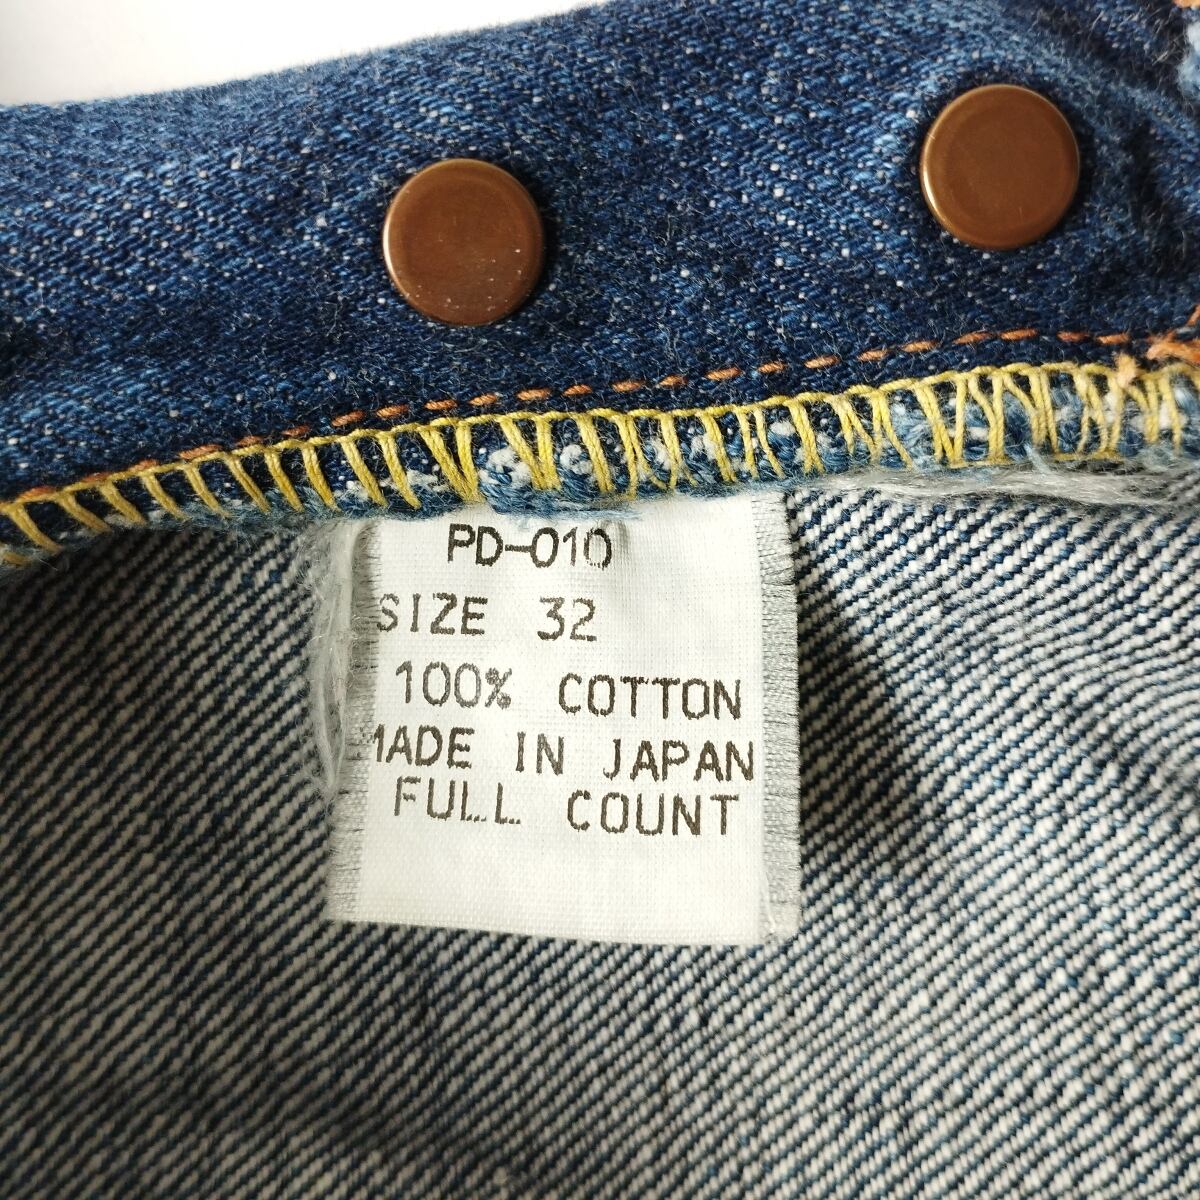 PD-010
SIZE 32
100% COTTON
MADE IN JAPAN
FULL COUNT